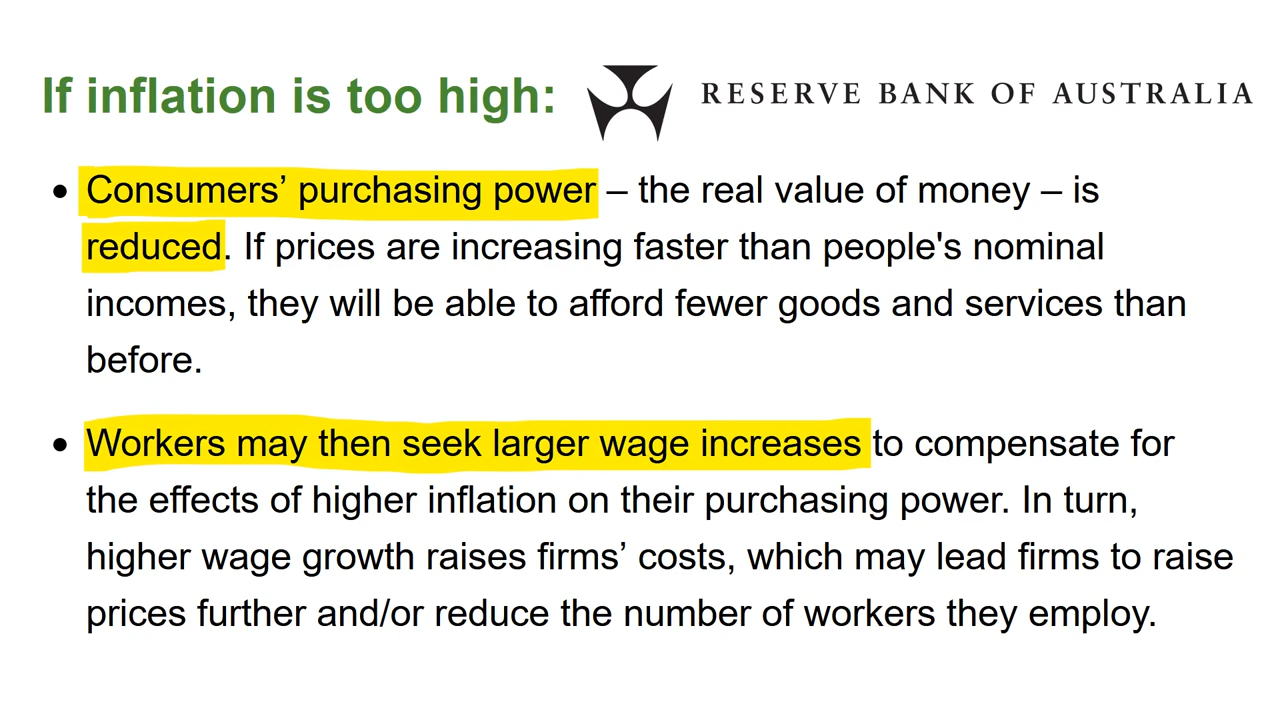 If inflation is too high:
RESERVE BANK OF AUSTRALIA
• Consumers’ purchasing power – the real value of money – is
reduced. If prices are increasing faster than people's nominal
incomes, they will be able to afford fewer goods and services than
before.
• Workers may then seek larger wage increases to compensate for
the effects of higher inflation on their purchasing power. In turn,
higher wage growth raises firms’ costs, which may lead firms to raise
prices further and/or reduce the number of workers they employ.